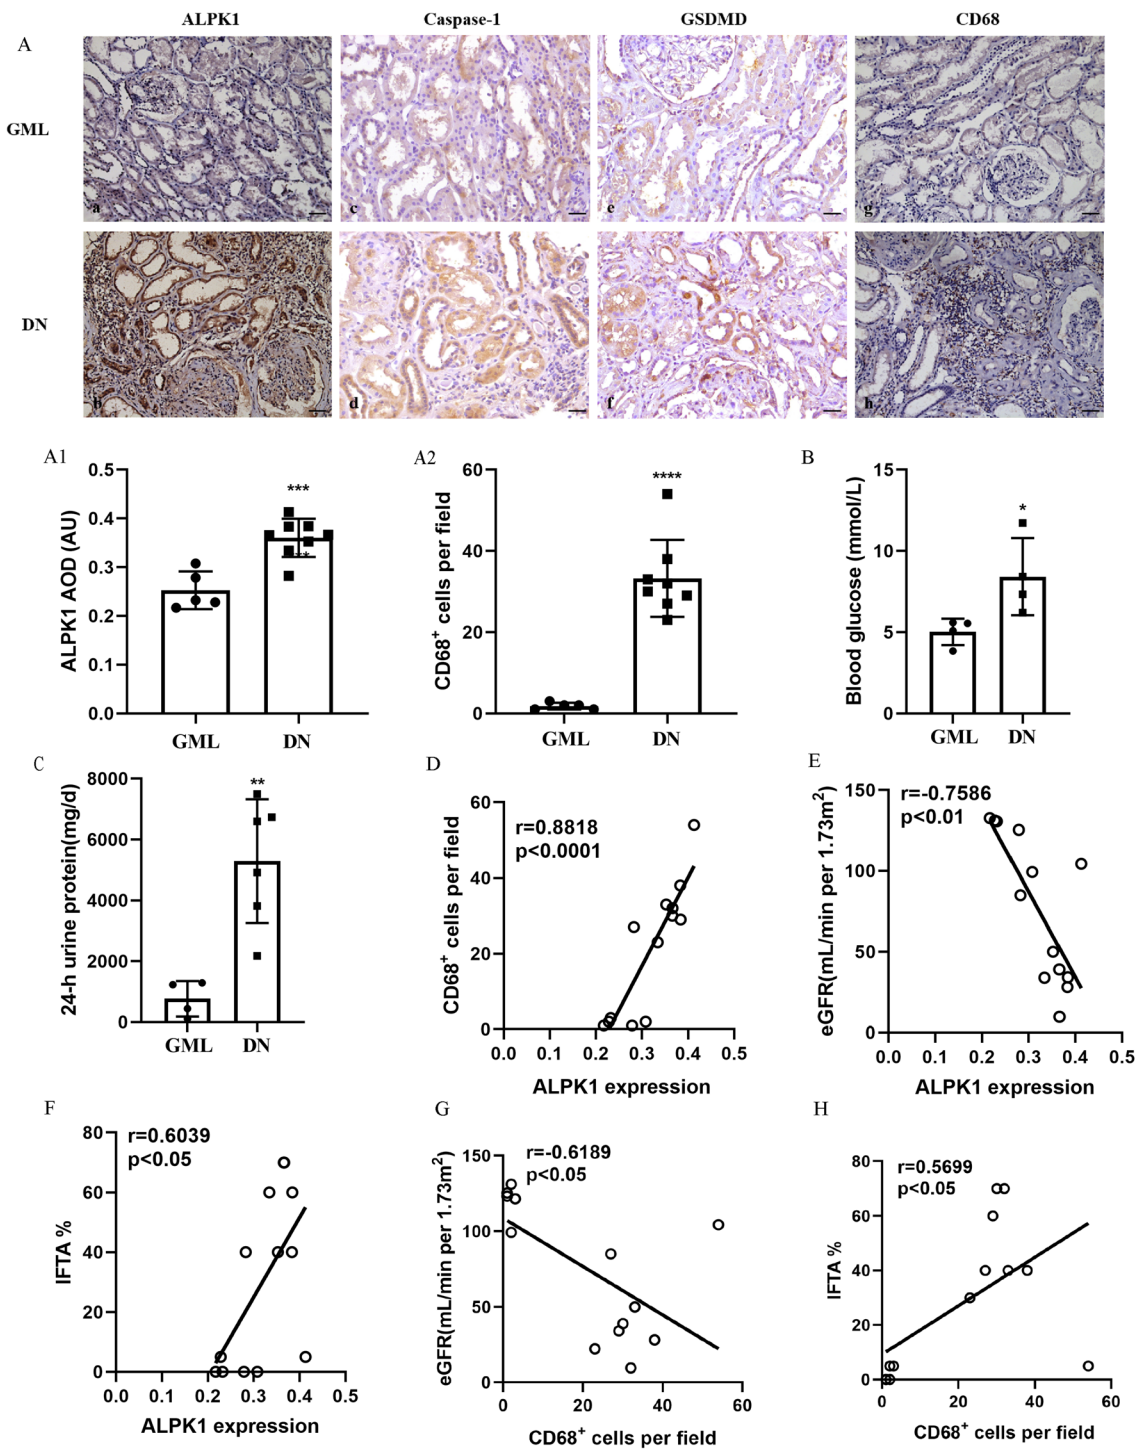 ALPK1 Caspase-1 GSDMD CD68
A
GML
a c e g
DN
b d f h
A1
ALPK1 AOD (AU)
0.5
0.4
0.3
0.2
0.1
0.0
***
**
GML DN
A2
CD68+ cells per field
60
40
20
0
****
GML DN
B
Blood glucose (mmol/L)
15
10
5
0
*
GML DN
C
24-h urine protein(mg/d)
8000
6000
4000
2000
0
**
GML DN
D
CD68+ cells per field
60
40
20
0
r=0.8818
p<0.0001
0.0 0.1 0.2 0.3 0.4 0.5
ALPK1 expression
E
eGFR(mL/min per 1.73m2)
150
100
50
0
r=-0.7586
p<0.01
0.0 0.1 0.2 0.3 0.4 0.5
ALPK1 expression
F
IFTA %
80
60
40
20
0
r=0.6039
p<0.05
0.0 0.1 0.2 0.3 0.4 0.5
ALPK1 expression
G
eGFR(mL/min per 1.73m2)
150
100
50
0
r=-0.6189
p<0.05
0 20 40 60
CD68+ cells per field
H
IFTA %
80
60
40
20
0
r=0.5699
p<0.05
0 20 40 60
CD68+ cells per field